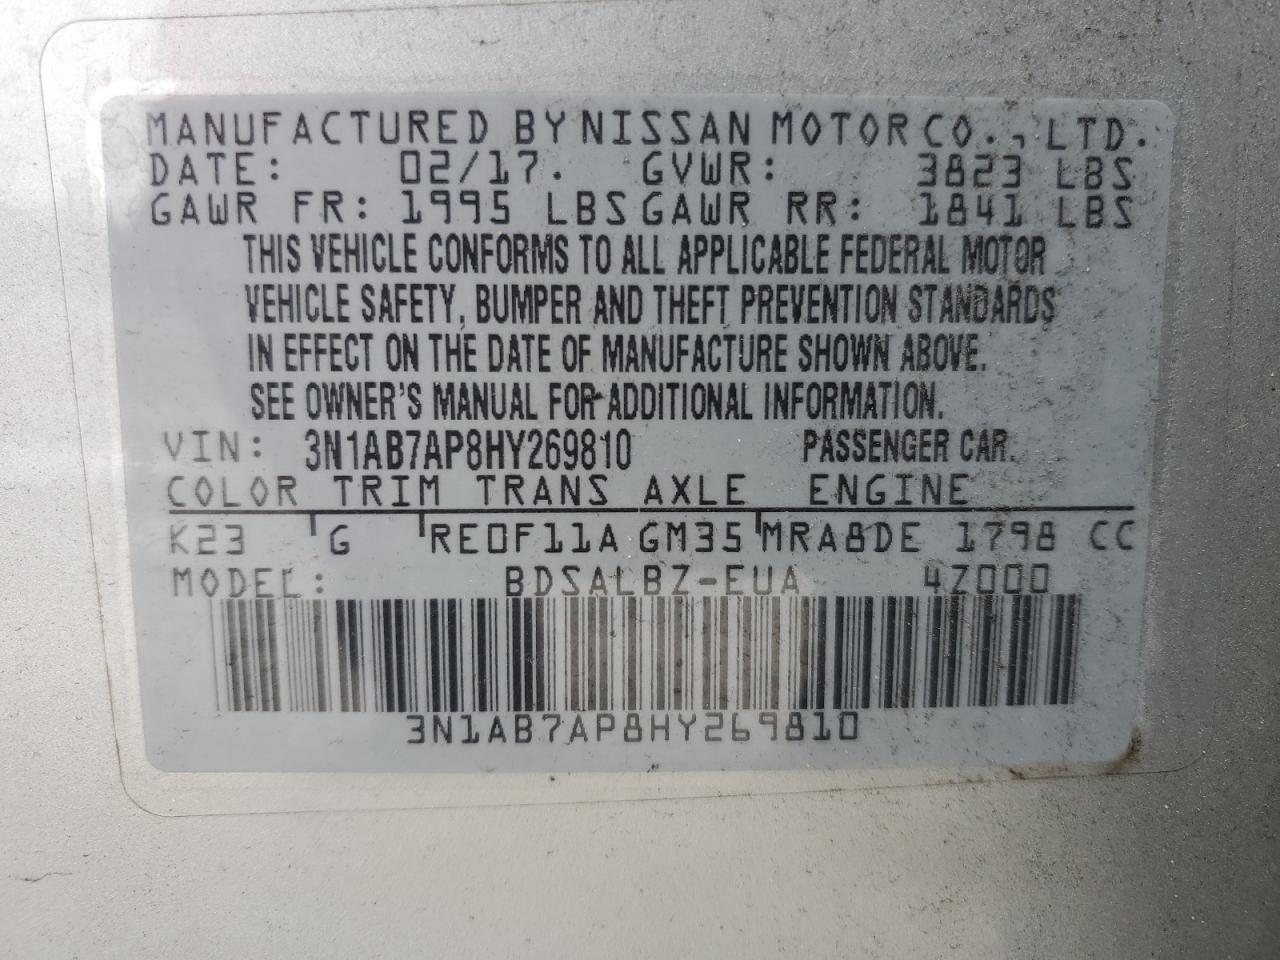 MANUFACTURED BY NISSAN MOTOR CO., LTD.
DATE: 02/17. GVWR: 3823 LBS
GAWR FR: 1995 LBS GAWR RR: 1841 LBS
THIS VEHICLE CONFORMS TO ALL APPLICABLE FEDERAL MOTOR
VEHICLE SAFETY, BUMPER AND THEFT PREVENTION STANDARDS
IN EFFECT ON THE DATE OF MANUFACTURE SHOWN ABOVE.
SEE OWNER'S MANUAL FOR ADDITIONAL INFORMATION.
VIN: 3N1AB7AP8HY269810 PASSENGER CAR.
COLOR TRIM TRANS AXLE ENGINE
K23 G RE0F11A GM35 MRA8DE 1798 CC
MODEL: BDSALBZ-EUA 4Z000
3N1AB7AP8HY269810